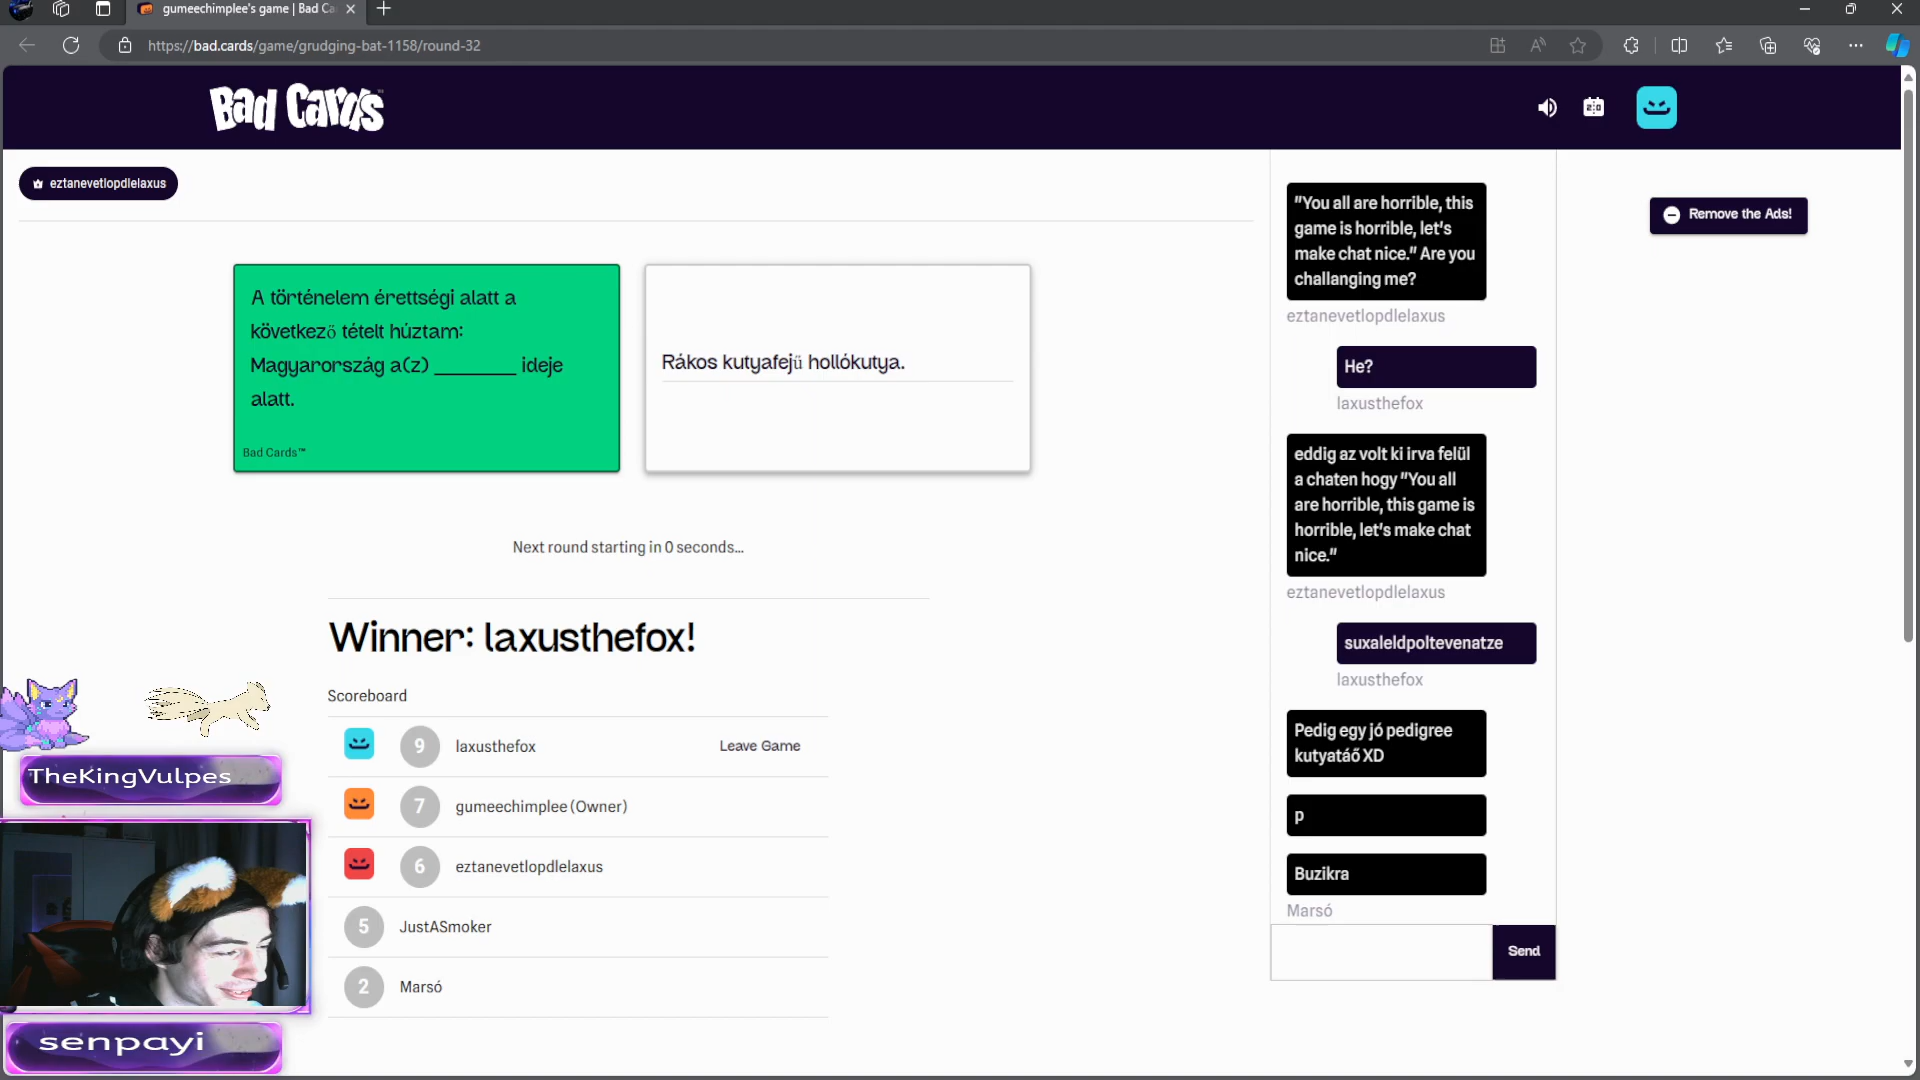 gumeechimplee's game | Bad Ca
https://bad.cards/game/grudging-bat-1158/round-32
Bad Cards
eztanevetlopdlelaxus
A történelem érettségi alatt a
következő tételt húztam:
Magyarország a(z) ________ ideje
alatt.
Bad Cards™
Rákos kutyafejű hollókutya.
Next round starting in 0 seconds...
Winner: laxusthefox!
Scoreboard
9 laxusthefox Leave Game
7 gumeechimplee (Owner)
6 eztanevetlopdlelaxus
5 JustASmoker
2 Marsó
TheKingVulpes
senpayi
"You all are horrible, this
game is horrible, let's
make chat nice." Are you
challanging me?
eztanevetlopdlelaxus
He?
laxusthefox
eddig az volt ki irva felül
a chaten hogy "You all
are horrible, this game is
horrible, let's make chat
nice."
eztanevetlopdlelaxus
suxaleldpoltevenatze
laxusthefox
Pedig egy jó pedigree
kutyatáő XD
p
Buzikra
Marsó
Send
Remove the Ads!